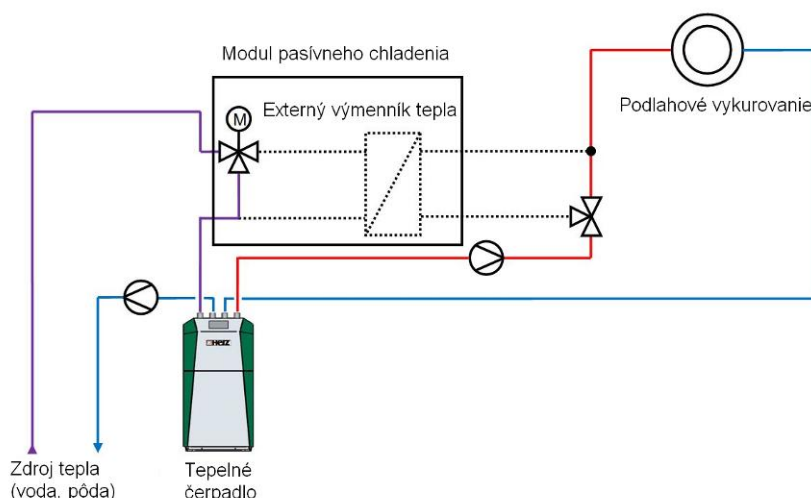 Modul pasívneho chladenia
Externý výmenník tepla
M
Podlahové vykurovanie
HERZ
Zdroj tepla
(voda, pôda)
Tepelné
čerpadlo